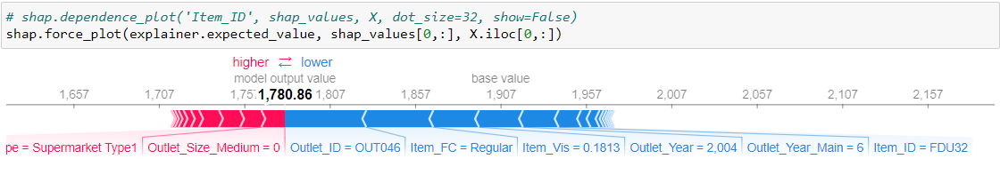 # shap.dependence_plot('Item_ID', shap_values, X, dot_size=32, show=False)
shap.force_plot(explainer.expected_value, shap_values[0,:], X.iloc[0,:])
higher ⇄ lower
model output value base value
1,657 1,707 1,75 1,780.86 1,807 1,857 1,907 1,957 2,007 2,057 2,107 2,157
pe = Supermarket Type1 Outlet_Size_Medium = 0 Outlet_ID = OUT046 Item_FC = Regular Item_Vis = 0.1813 Outlet_Year = 2,004 Outlet_Year_Main = 6 Item_ID = FDU32